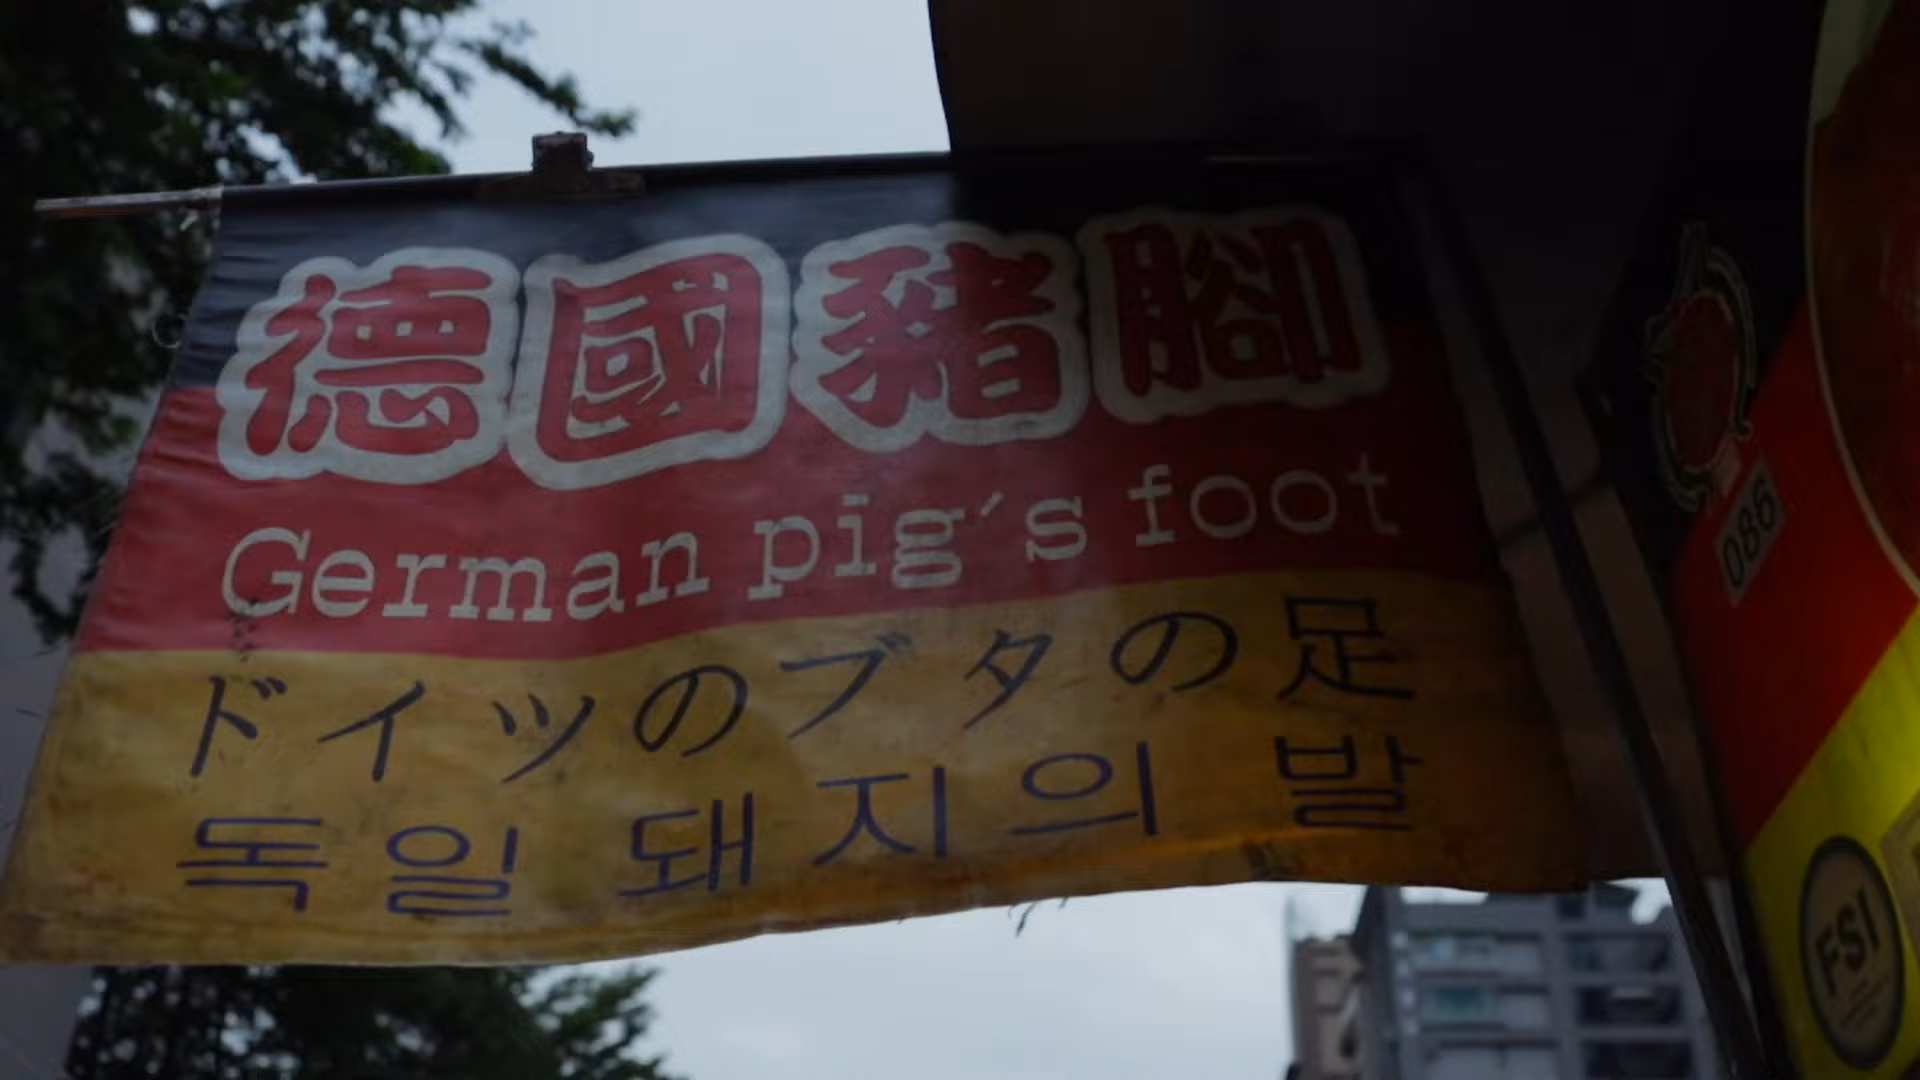 德國豬腳
German pig's foot
ドイツのブタの足
독일 돼지의 발
086
FSI